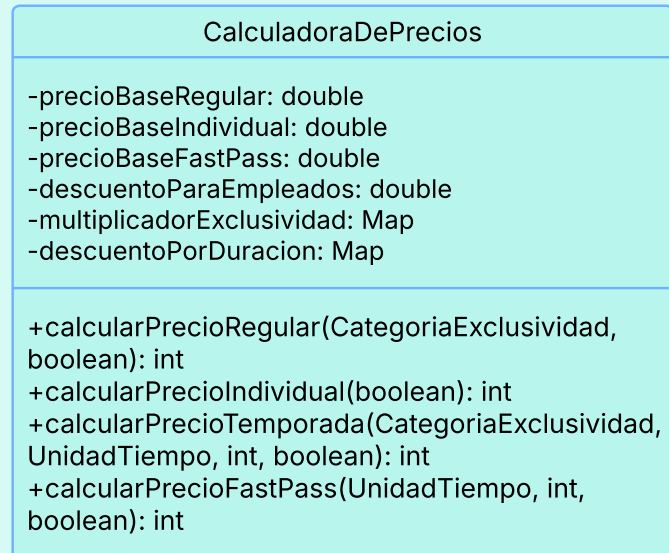 CalculadoraDePrecios
-precioBaseRegular: double
-precioBaseIndividual: double
-precioBaseFastPass: double
-descuentoParaEmpleados: double
-multiplicadorExclusividad: Map
-descuentoPorDuracion: Map
+calcularPrecioRegular(CategoriaExclusividad,
boolean): int
+calcularPrecioIndividual(boolean): int
+calcularPrecioTemporada(CategoriaExclusividad,
UnidadTiempo, int, boolean): int
+calcularPrecioFastPass(UnidadTiempo, int,
boolean): int